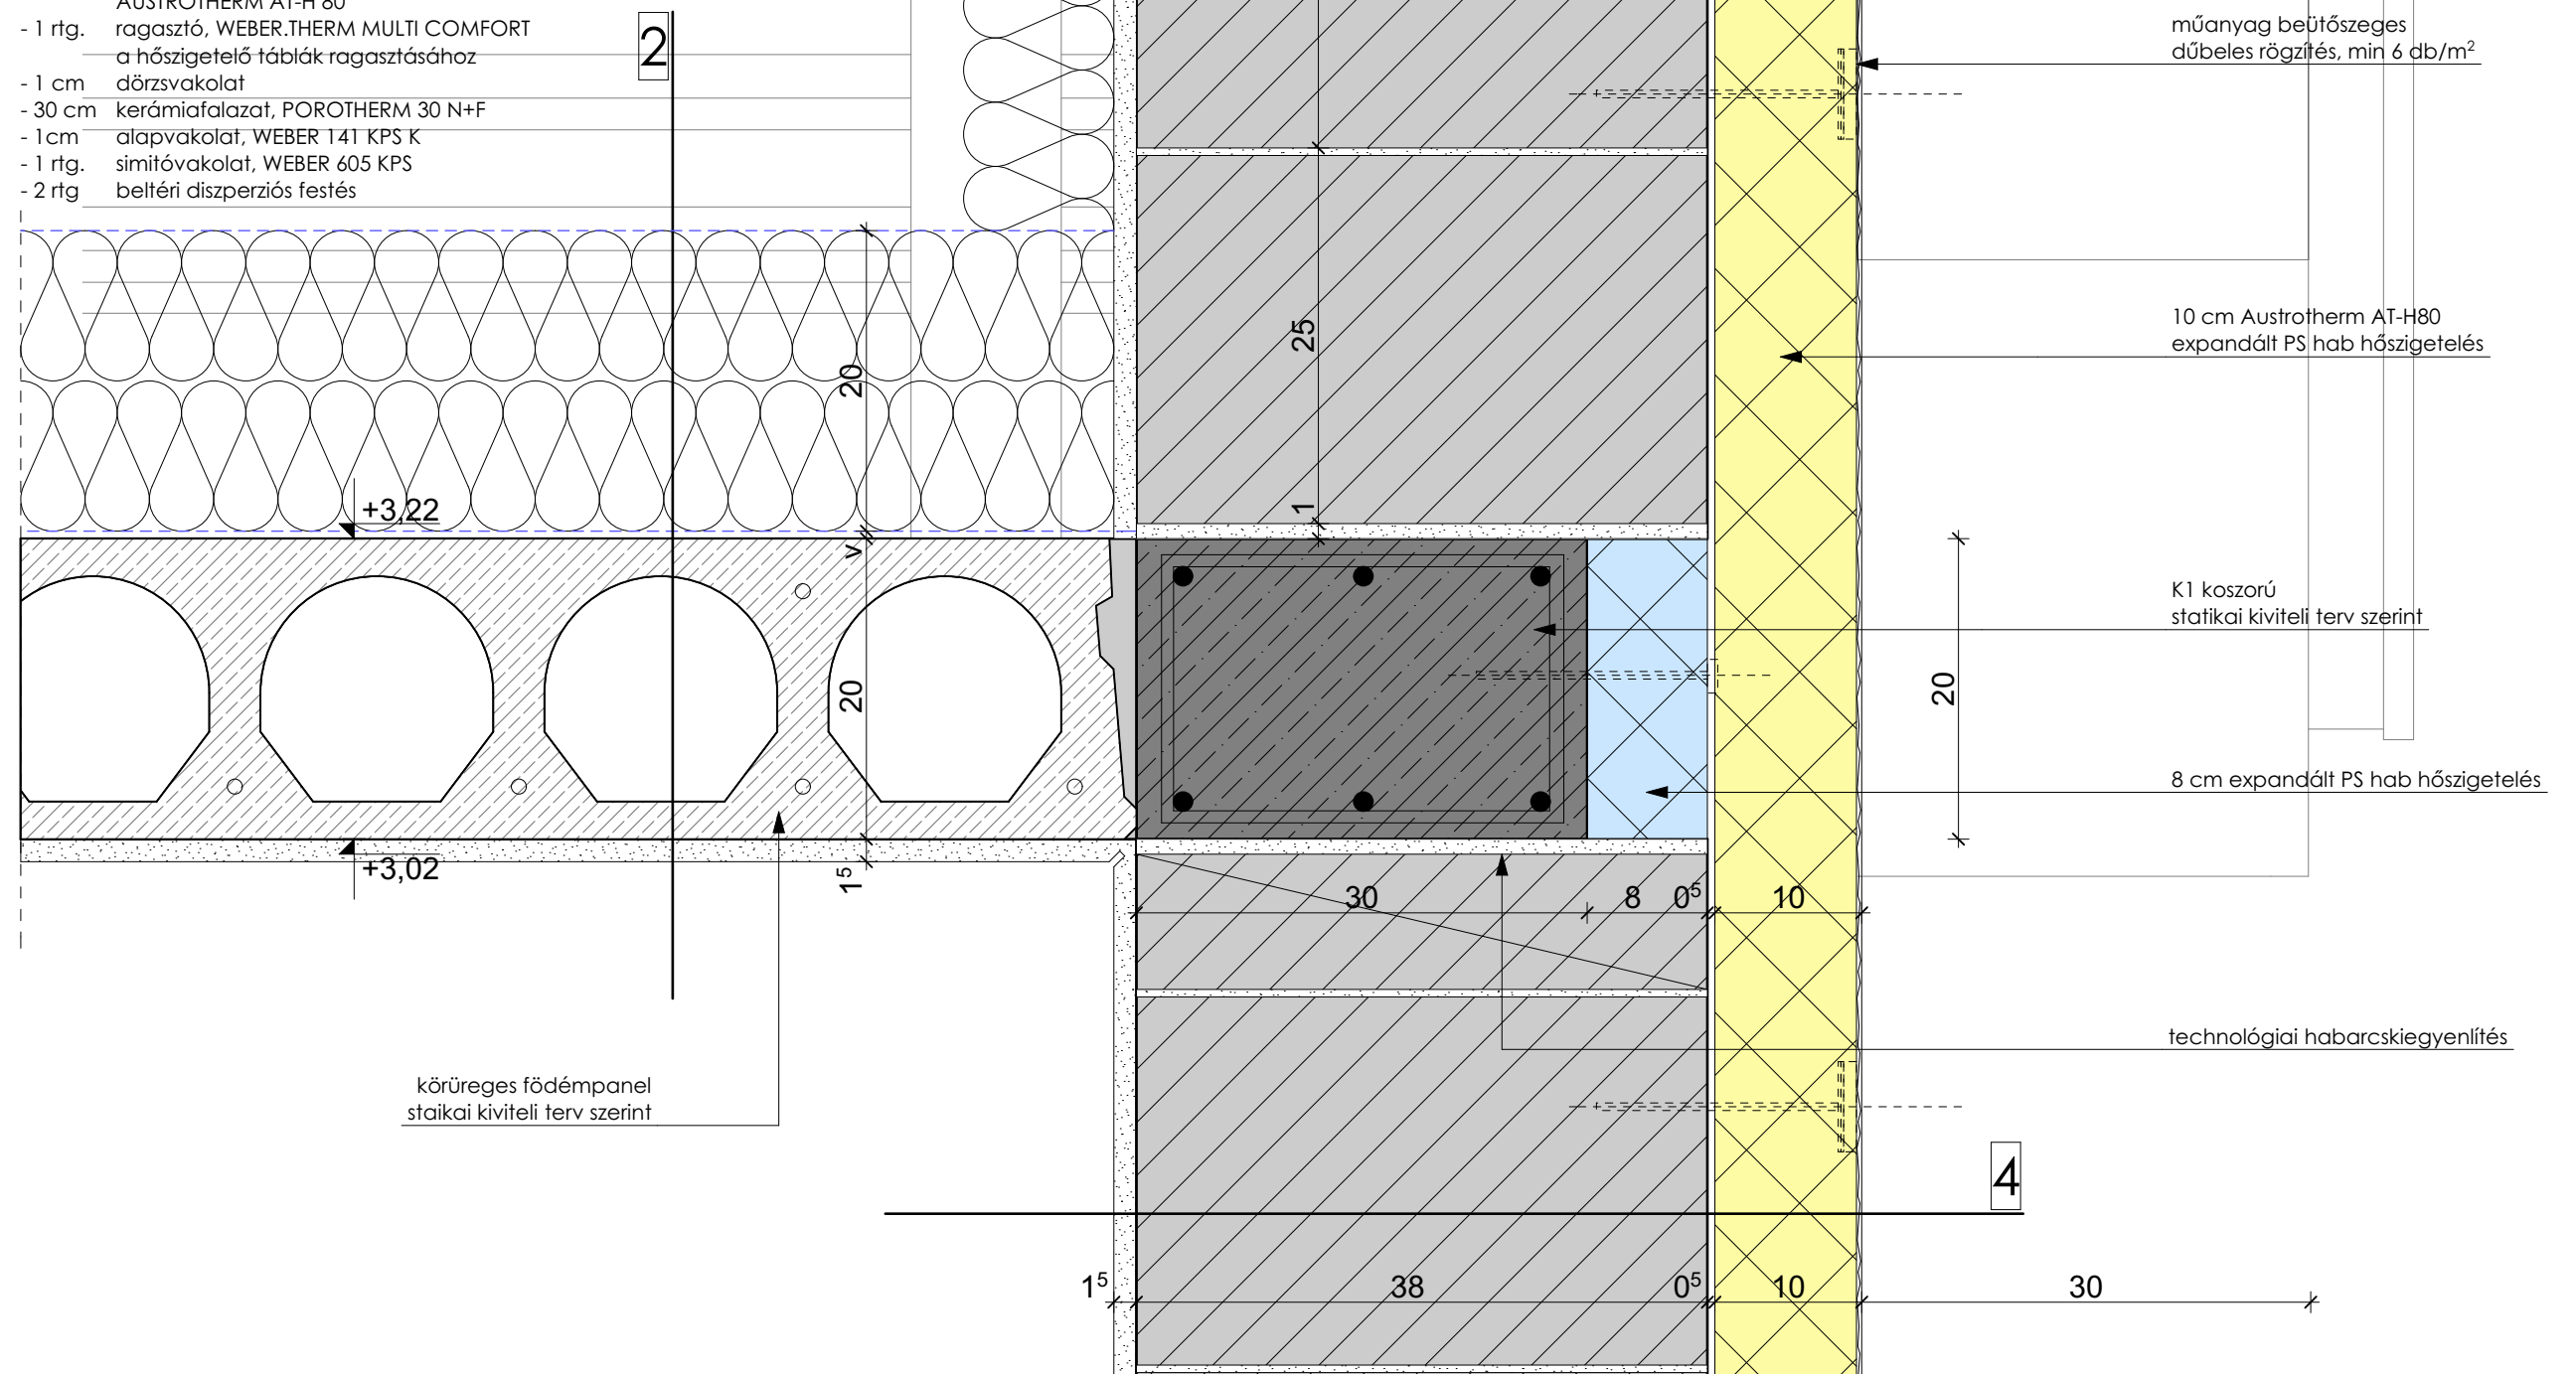 AUSTROTHERM AT-H 80
- 1 rtg. ragasztó, WEBER.THERM MULTI COMFORT
a hőszigetelő táblák ragasztásához
- 1 cm dörzsvakolat
- 30 cm kerámiafalazat, POROTHERM 30 N+F
- 1cm alapvakolat, WEBER 141 KPS K
- 1 rtg. simitóvakolat, WEBER 605 KPS
- 2 rtg beltéri diszperziós festés
2
műanyag beütőszeges
dűbeles rögzítés, min 6 db/m²
10 cm Austrotherm AT-H80
expandált PS hab hőszigetelés
25
20
1
+3,22
v
K1 koszorú
statikai kiviteli terv szerint
20
20
8 cm expandált PS hab hőszigetelés
+3,02
1⁵
30 8 0⁵ 10
technológiai habarcskiegyenlítés
körüreges födémpanel
staikai kiviteli terv szerint
4
1⁵ 38 0⁵ 10 30